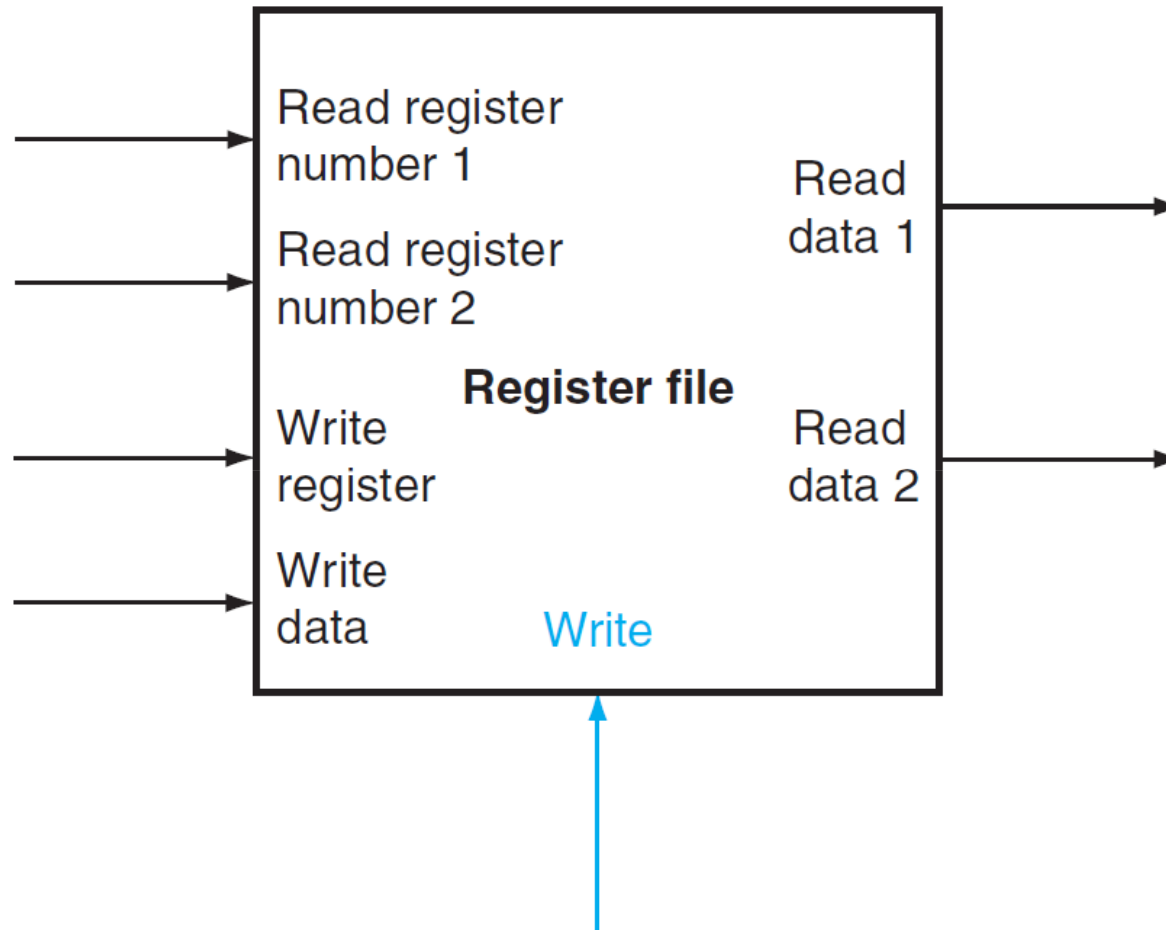 Read register
number 1
Read
data 1
Read register
number 2
Register file
Write
register
Read
data 2
Write
data
Write